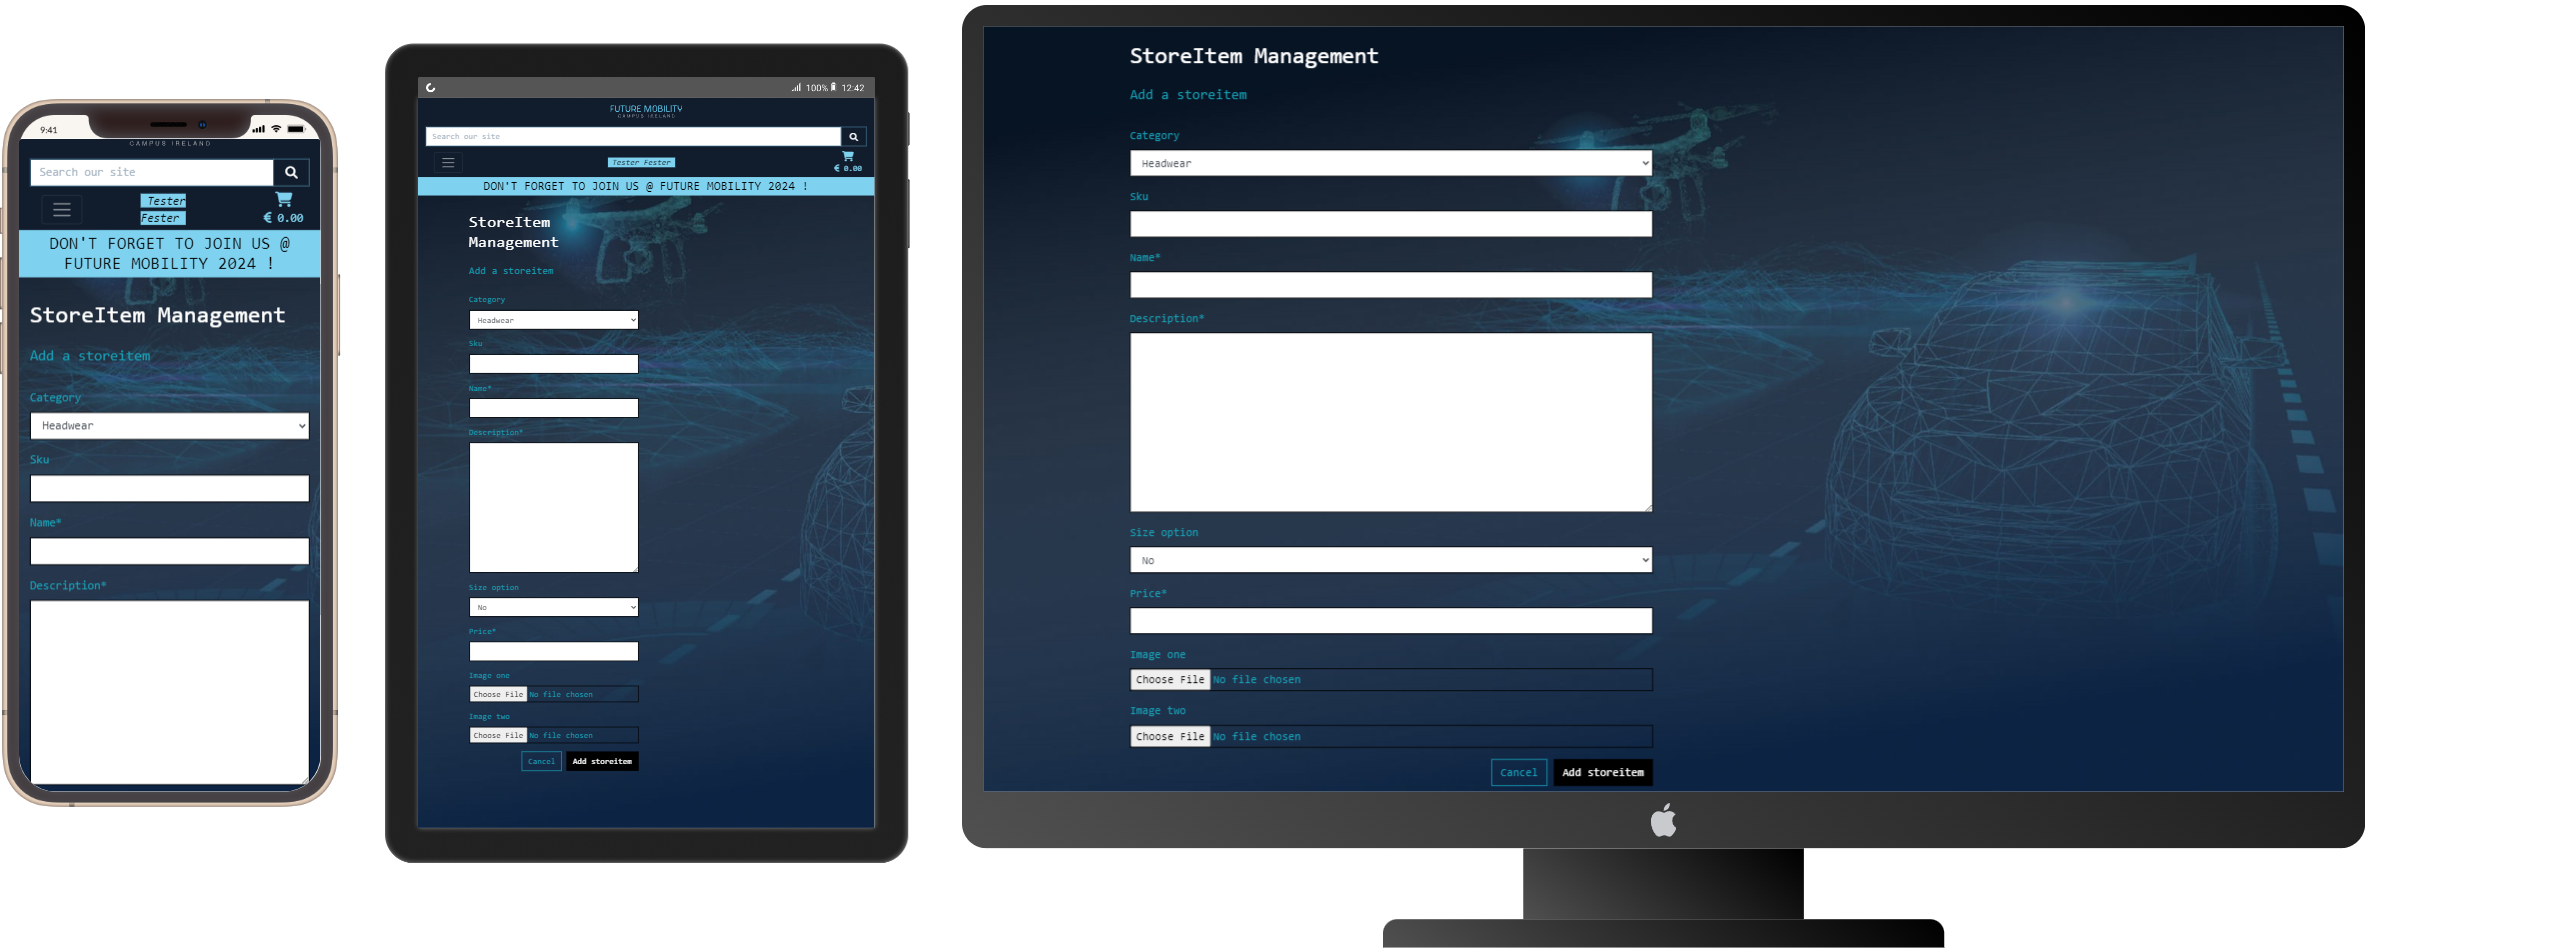 9:41
CAMPUS IRELAND
Search our site
Tester
Fester
€ 0.00
DON'T FORGET TO JOIN US @
FUTURE MOBILITY 2024 !
StoreItem Management
Add a storeitem
Category
Headwear
Sku
Name*
Description*
100% 12:42
FUTURE MOBILITY
CAMPUS IRELAND
Search our site
Tester Fester
€ 0.00
DON'T FORGET TO JOIN US @ FUTURE MOBILITY 2024 !
StoreItem
Management
Add a storeitem
Category
Headwear
Sku
Name*
Description*
Size option
No
Price*
Image one
Choose File No file chosen
Image two
Choose File No file chosen
Cancel Add storeitem
StoreItem Management
Add a storeitem
Category
Headwear
Sku
Name*
Description*
Size option
No
Price*
Image one
Choose File No file chosen
Image two
Choose File No file chosen
Cancel Add storeitem